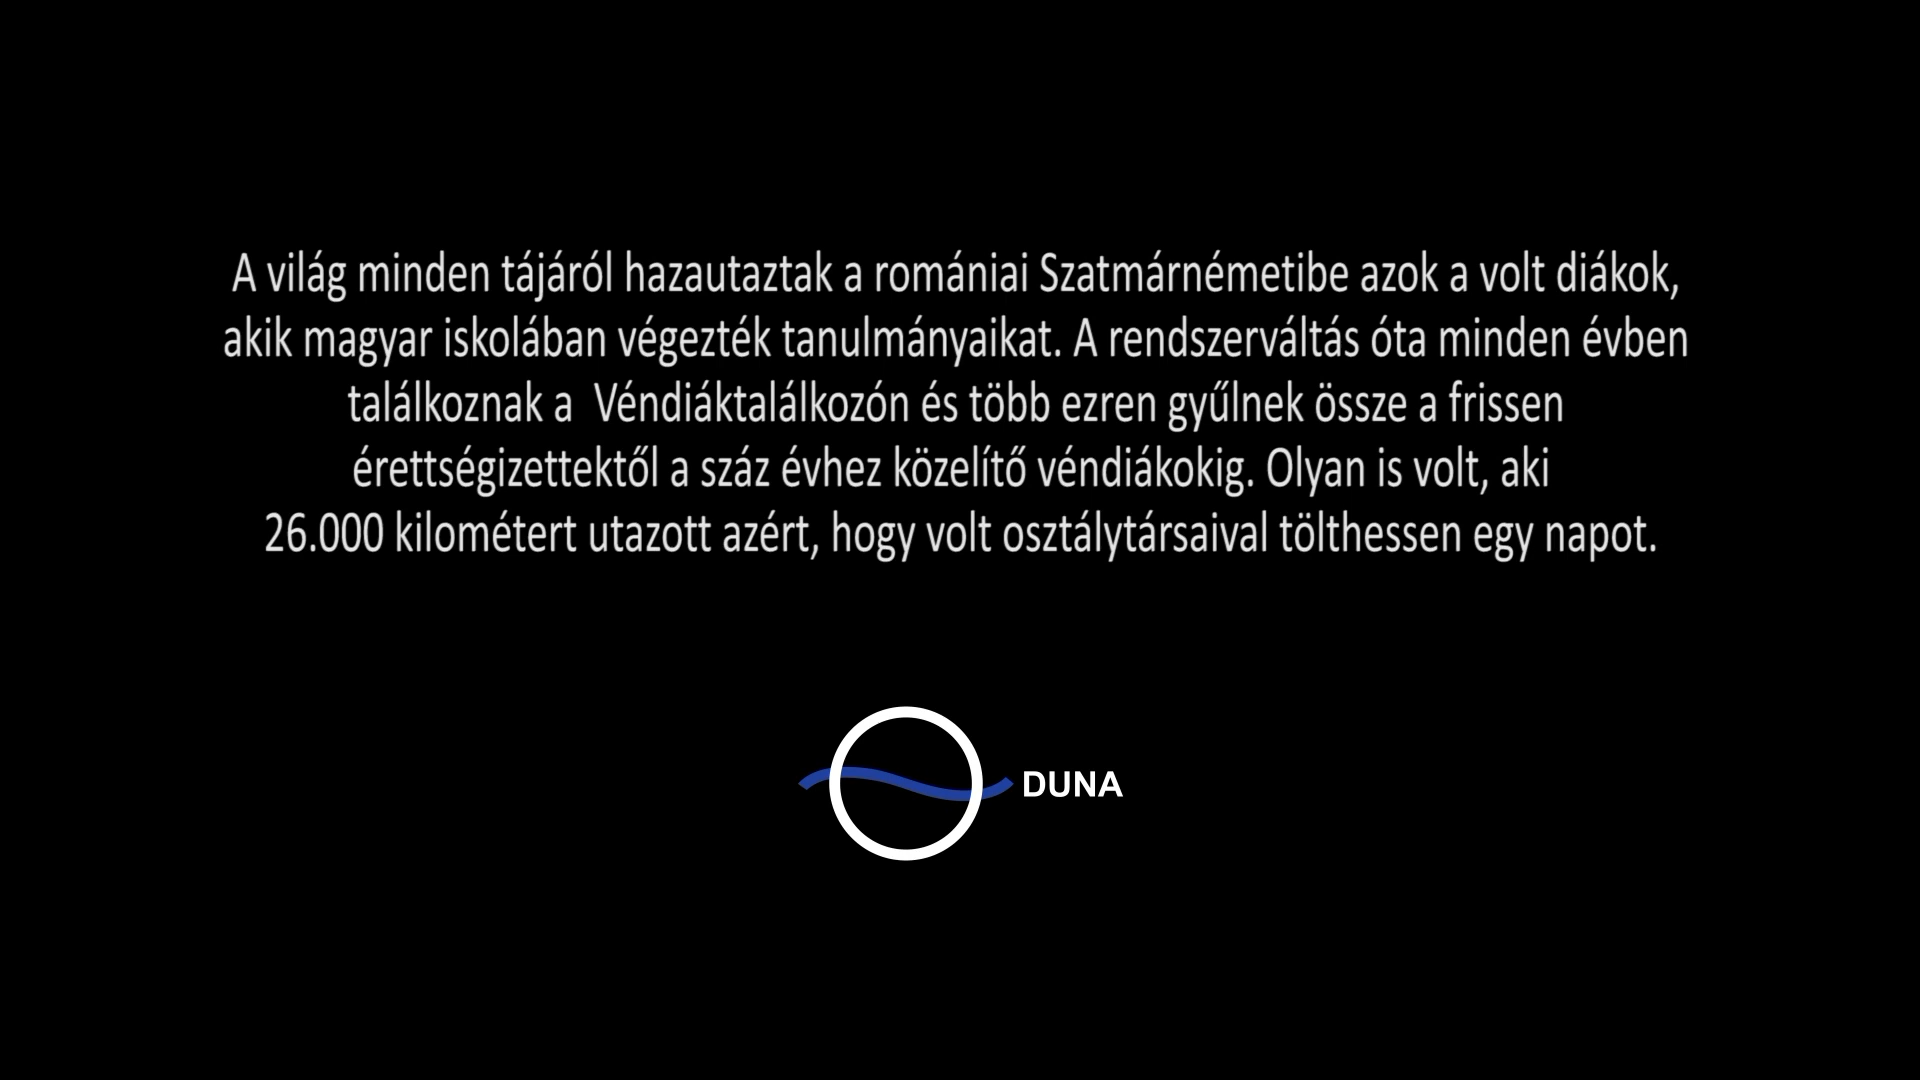 A világ minden tájáról hazautaztak a romániai Szatmárnémetibe azok a volt diákok,
akik magyar iskolában végezték tanulmányaikat. A rendszerváltás óta minden évben
találkoznak a  Véndiáktalálkozón és több ezren gyűlnek össze a frissen
érettségizettektől a száz évhez közelítő véndiákokig. Olyan is volt, aki
26.000 kilométert utazott azért, hogy volt osztálytársaival tölthessen egy napot.
DUNA